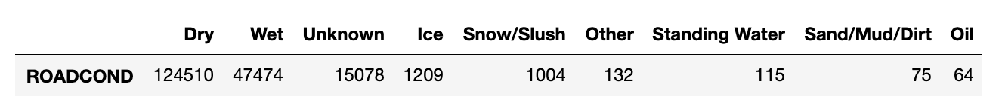 Dry Wet Unknown Ice Snow/Slush Other Standing Water Sand/Mud/Dirt Oil
ROADCOND 124510 47474 15078 1209 1004 132 115 75 64